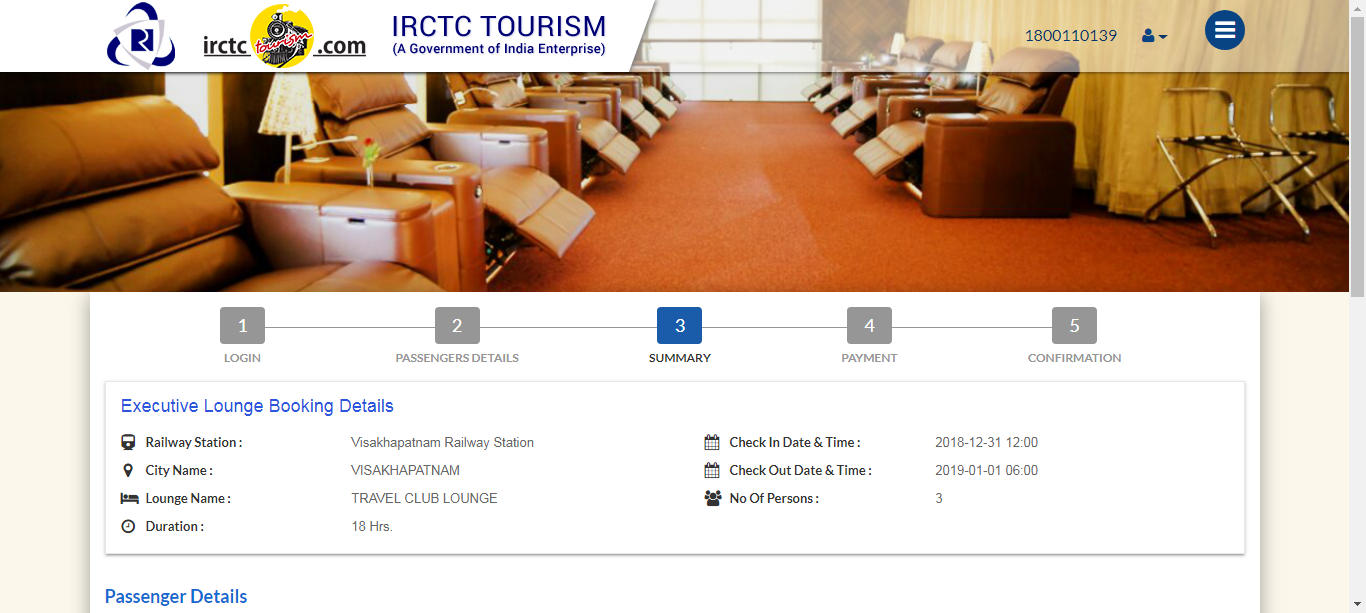 R
irctc tourism .com
IRCTC TOURISM
(A Government of India Enterprise)
1800110139
1
2
3
4
5
LOGIN
PASSENGERS DETAILS
SUMMARY
PAYMENT
CONFIRMATION
Executive Lounge Booking Details
Railway Station : Visakhapatnam Railway Station
Check In Date & Time : 2018-12-31 12:00
City Name : VISAKHAPATNAM
Check Out Date & Time : 2019-01-01 06:00
Lounge Name : TRAVEL CLUB LOUNGE
No Of Persons : 3
Duration : 18 Hrs.
Passenger Details